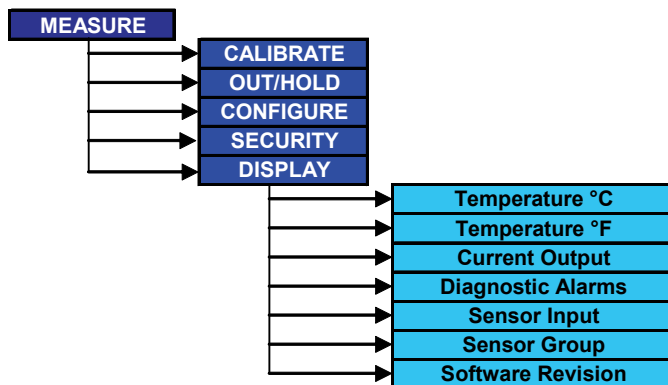 MEASURE
CALIBRATE
OUT/HOLD
CONFIGURE
SECURITY
DISPLAY
Temperature °C
Temperature °F
Current Output
Diagnostic Alarms
Sensor Input
Sensor Group
Software Revision